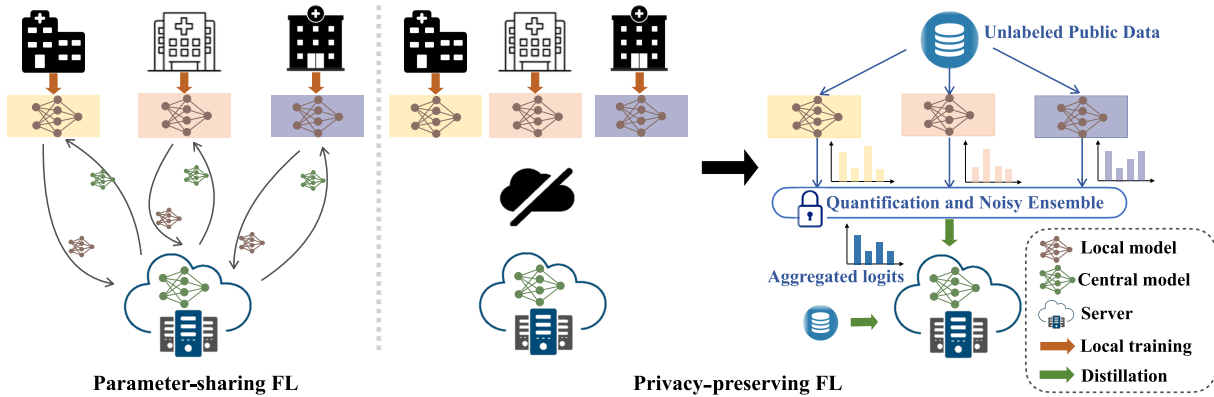 Unlabeled Public Data
Quantification and Noisy Ensemble
Aggregated logits
Local model
Central model
Server
Local training
Distillation
Parameter-sharing FL
Privacy-preserving FL